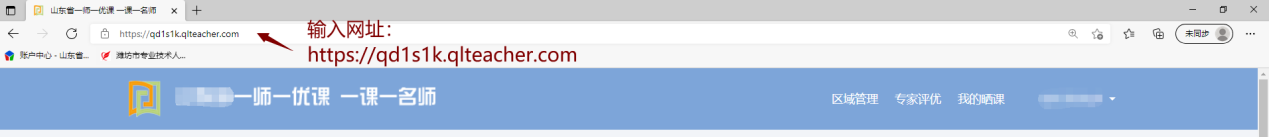 山东省一师一优课 一课一名师
https://qd1s1k.qlteacher.com
输入网址：
https://qd1s1k.qlteacher.com
未同步
账户中心 - 山东省...
潍坊市专业技术人...
一师一优课 一课一名师
区域管理
专家评优
我的晒课